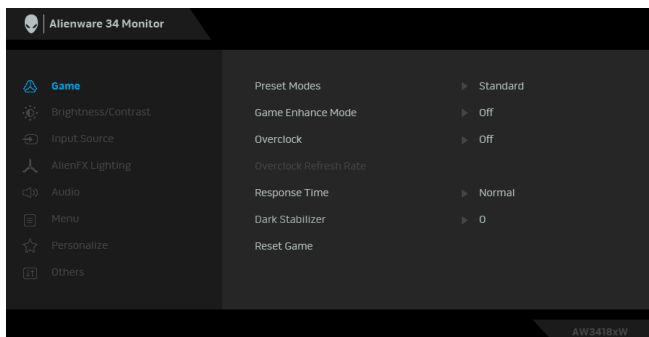 Alienware 34 Monitor
Game Preset Modes Standard
Brightness/Contrast Game Enhance Mode Off
Input Source Overclock Off
AlienFX Lighting Overclock Refresh Rate
Audio Response Time Normal
Menu Dark Stabilizer 0
Personalize Reset Game
Others
AW3418xW